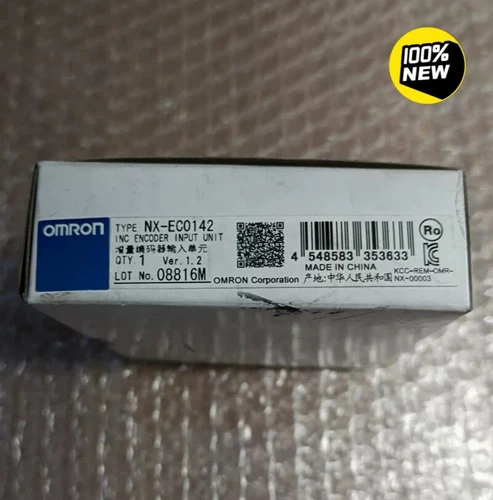 100%
NEW
OMRON
TYPE NX-EC0142
INC ENCODER INPUT UNIT
增量编码器输入单元
QTY. 1 Ver.1.2
LOT No. 08816M
OMRON Corporation
4 548583 353633
MADE IN CHINA
产地:中华人民共和国
Ro
KCC-REM-OMR-
NX-00003